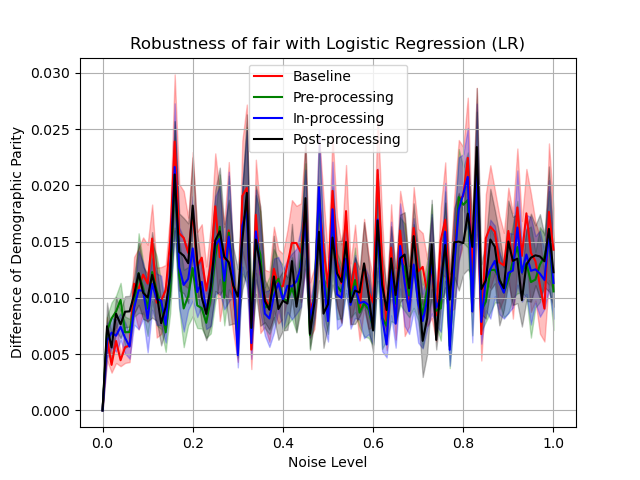 Robustness of fair with Logistic Regression (LR)
Difference of Demographic Parity
0.030
0.025
0.020
0.015
0.010
0.005
0.000
Baseline
Pre-processing
In-processing
Post-processing
0.0 0.2 0.4 0.6 0.8 1.0
Noise Level